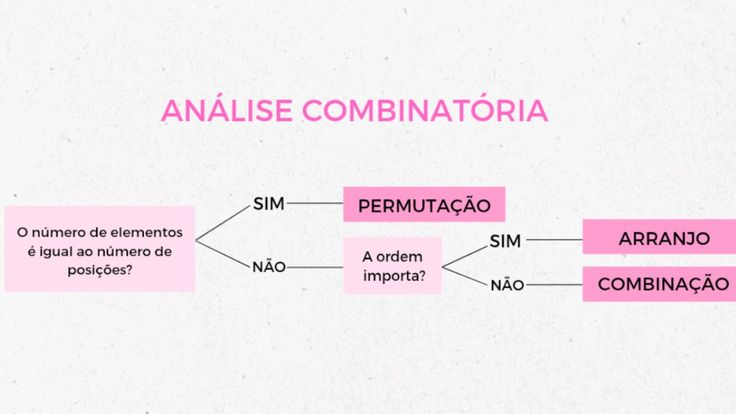 ANÁLISE COMBINATÓRIA
O número de elementos
é igual ao número de
posições?
SIM
PERMUTAÇÃO
NÃO
A ordem
importa?
SIM
ARRANJO
NÃO
COMBINAÇÃO